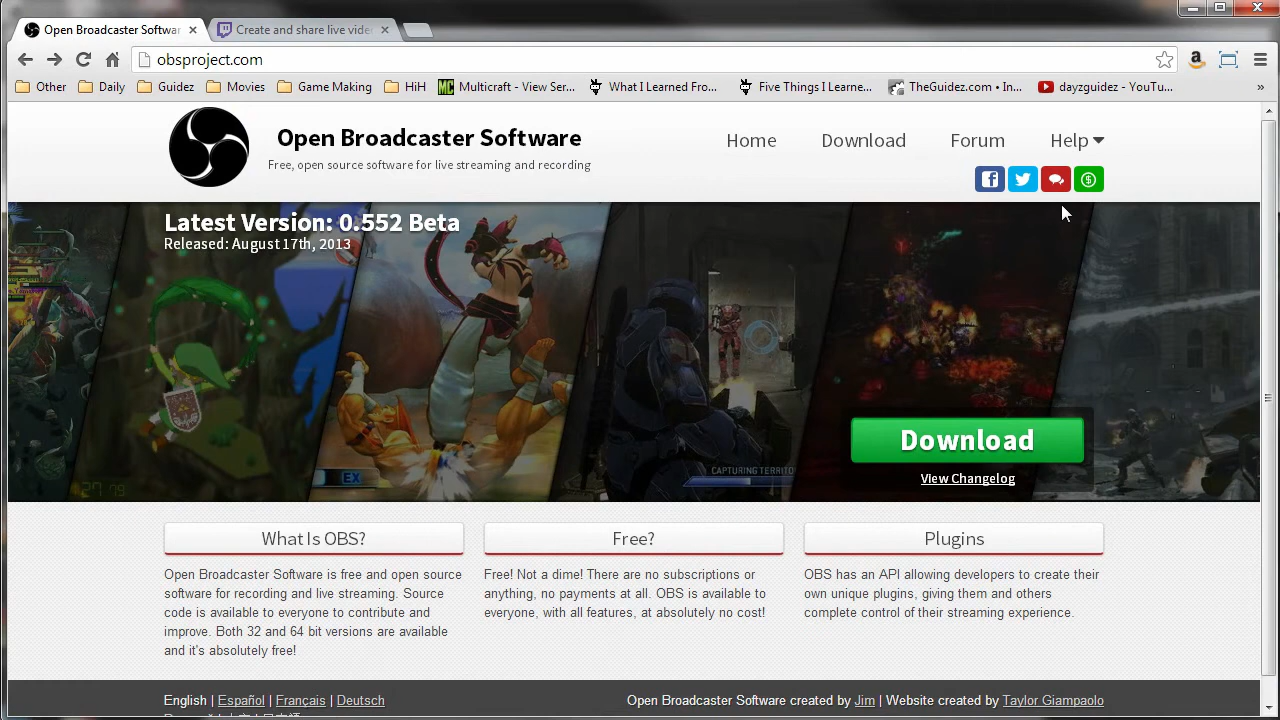 Open Broadcaster Softwar
Create and share live vide
obsproject.com
Other
Daily
Guidez
Movies
Game Making
HiH
MC Multicraft - View Ser...
What I Learned Fro...
Five Things I Learne...
TheGuidez.com • In...
dayzguidez - YouTu...
»
Open Broadcaster Software
Free, open source software for live streaming and recording
Home
Download
Forum
Help
Latest Version: 0.552 Beta
Released: August 17th, 2013
EX
CAPTURING TERRITO
Download
View Changelog
What Is OBS?
Open Broadcaster Software is free and open source
software for recording and live streaming. Source
code is available to everyone to contribute and
improve. Both 32 and 64 bit versions are available
and it's absolutely free!
Free?
Free! Not a dime! There are no subscriptions or
anything, no payments at all. OBS is available to
everyone, with all features, at absolutely no cost!
Plugins
OBS has an API allowing developers to create their
own unique plugins, giving them and others
complete control of their streaming experience.
English | Español | Français | Deutsch
Open Broadcaster Software created by Jim | Website created by Taylor Giampaolo